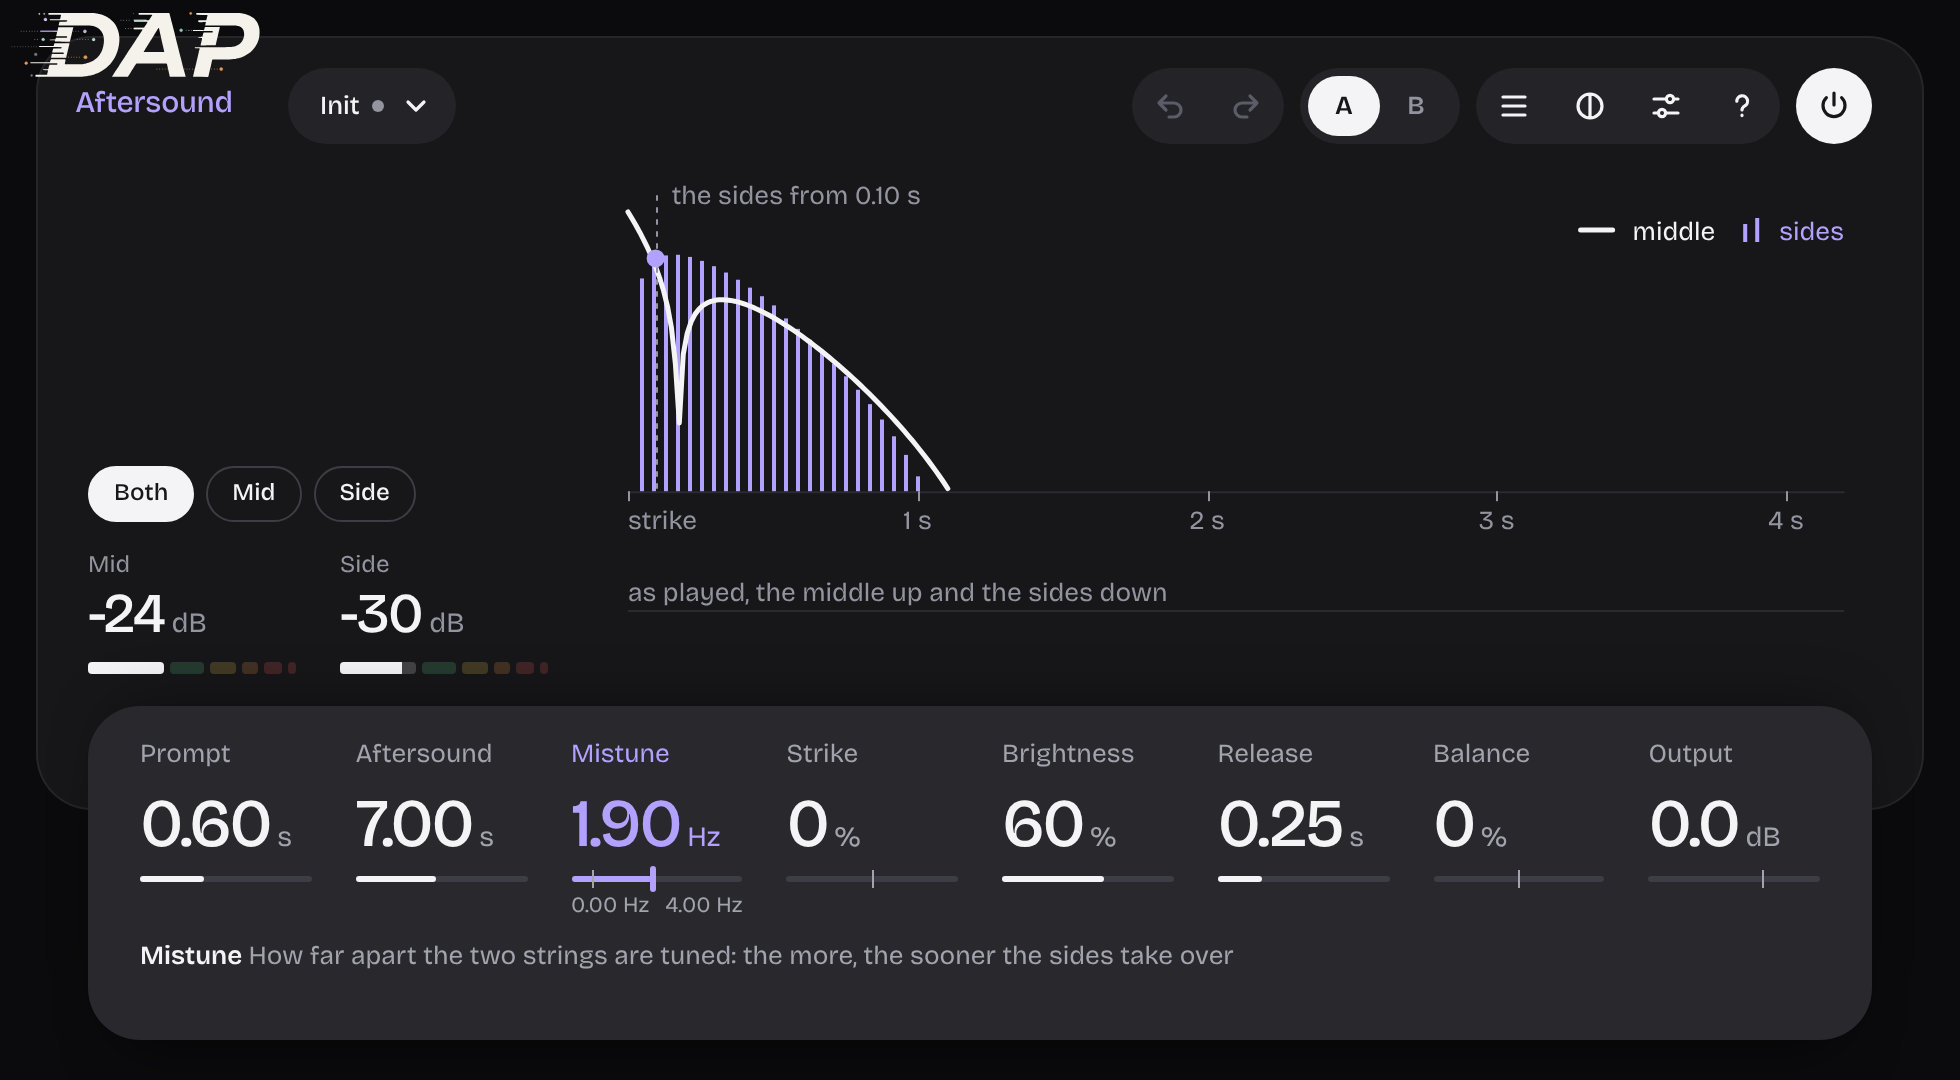 DAP
Aftersound
Init
A B
?
the sides from 0.10 s
middle sides
strike 1 s 2 s 3 s 4 s
as played, the middle up and the sides down
Both Mid Side
Mid Side
-24 dB -30 dB
Prompt Aftersound Mistune Strike Brightness Release Balance Output
0.60 s 7.00 s 1.90 Hz 0 % 60 % 0.25 s 0 % 0.0 dB
0.00 Hz 4.00 Hz
Mistune How far apart the two strings are tuned: the more, the sooner the sides take over